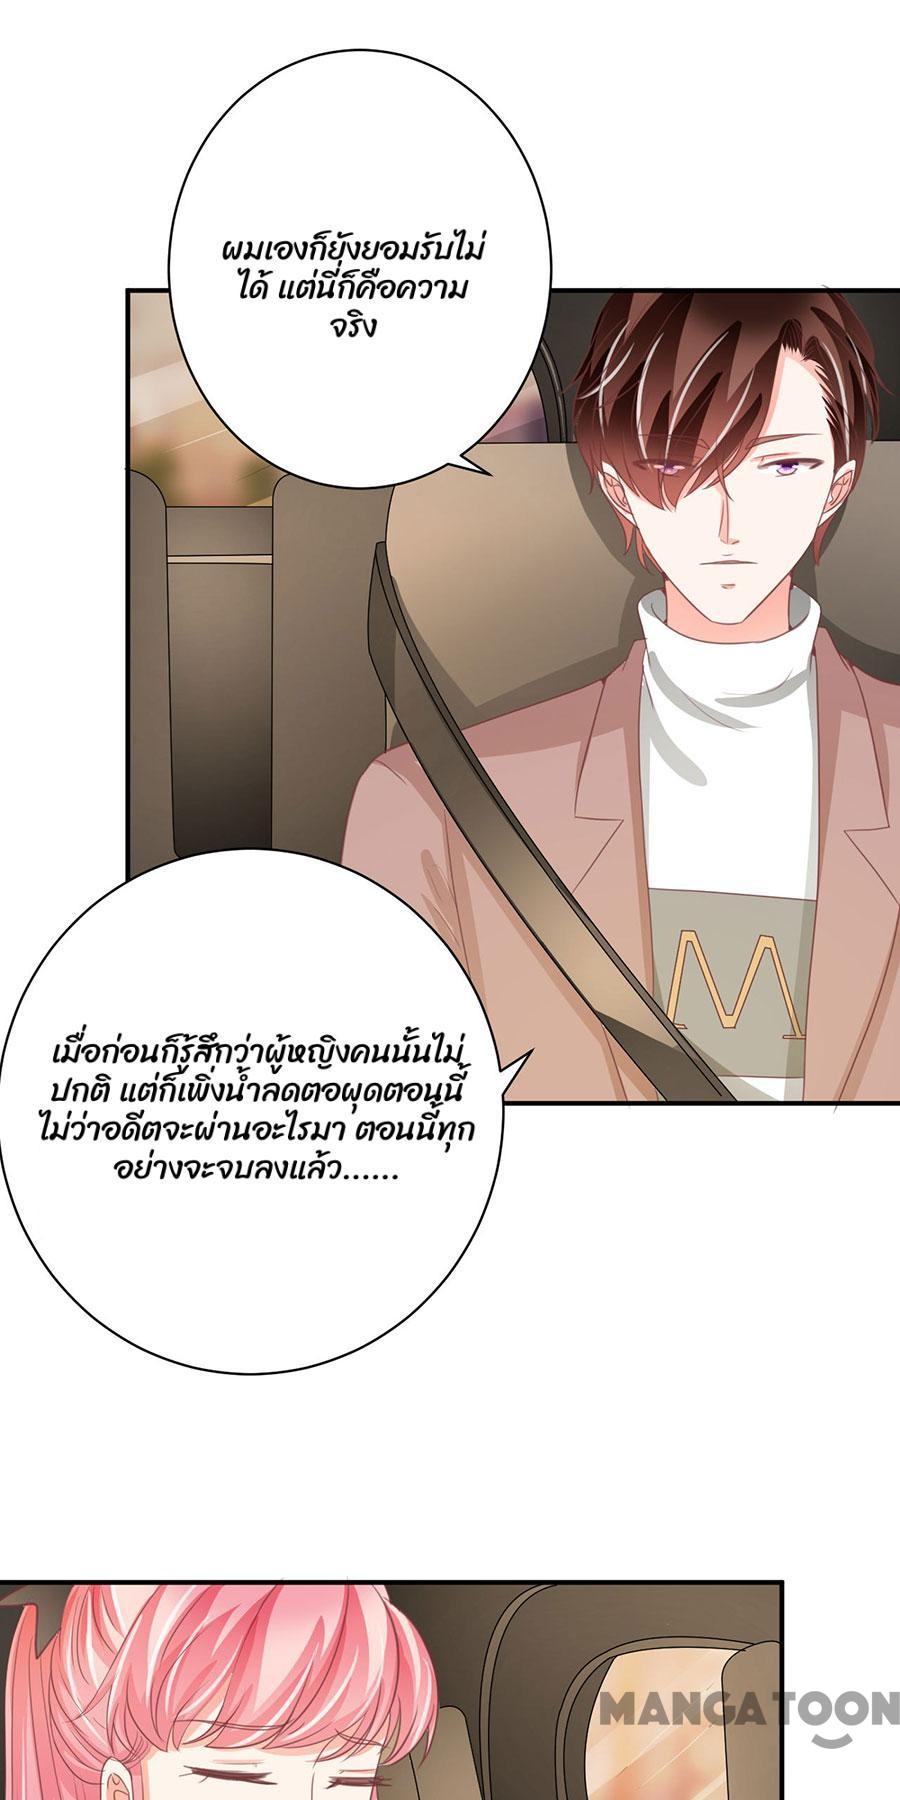 ผมเองก็ยังยอมรับไม่
ได้ แต่นี่ก็คือความ
จริง
M
เมื่อก่อนก็รู้สึกว่าผู้หญิงคนนั้นไม่
ปกติ แต่ก็เพิ่งน้ำลดตอผุดตอนนี้
ไม่ว่าอดีตจะผ่านอะไรมา ตอนนี้ทุก
อย่างจะจบลงแล้ว......
MANGATOON